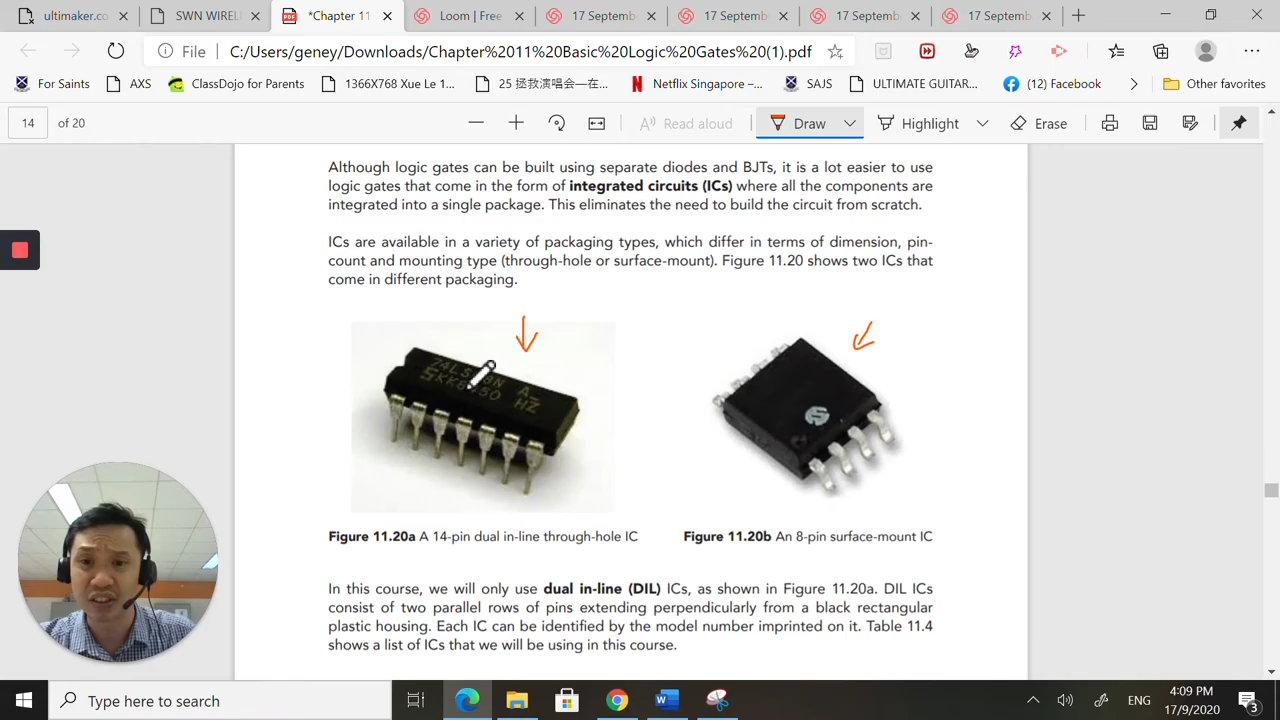 ultimaker.co
SWN WIRELI
*Chapter 11
Loom | Free
17 Septemb
17 Septemb
17 Septemb
17 Septemb
File C:/Users/geney/Downloads/Chapter%2011%20Basic%20Logic%20Gates%20(1).pdf
For Saints
AXS
ClassDojo for Parents
1366X768 Xue Le 1...
25 拯救演唱会—在...
Netflix Singapore –...
SAJS
ULTIMATE GUITAR...
(12) Facebook
Other favorites
14 of 20
Read aloud
Draw
Highlight
Erase
Although logic gates can be built using separate diodes and BJTs, it is a lot easier to use
logic gates that come in the form of integrated circuits (ICs) where all the components are
integrated into a single package. This eliminates the need to build the circuit from scratch.
ICs are available in a variety of packaging types, which differ in terms of dimension, pin-
count and mounting type (through-hole or surface-mount). Figure 11.20 shows two ICs that
come in different packaging.
Figure 11.20a A 14-pin dual in-line through-hole IC
Figure 11.20b An 8-pin surface-mount IC
In this course, we will only use dual in-line (DIL) ICs, as shown in Figure 11.20a. DIL ICs
consist of two parallel rows of pins extending perpendicularly from a black rectangular
plastic housing. Each IC can be identified by the model number imprinted on it. Table 11.4
shows a list of ICs that we will be using in this course.
Type here to search
ENG
4:09 PM
17/9/2020
3